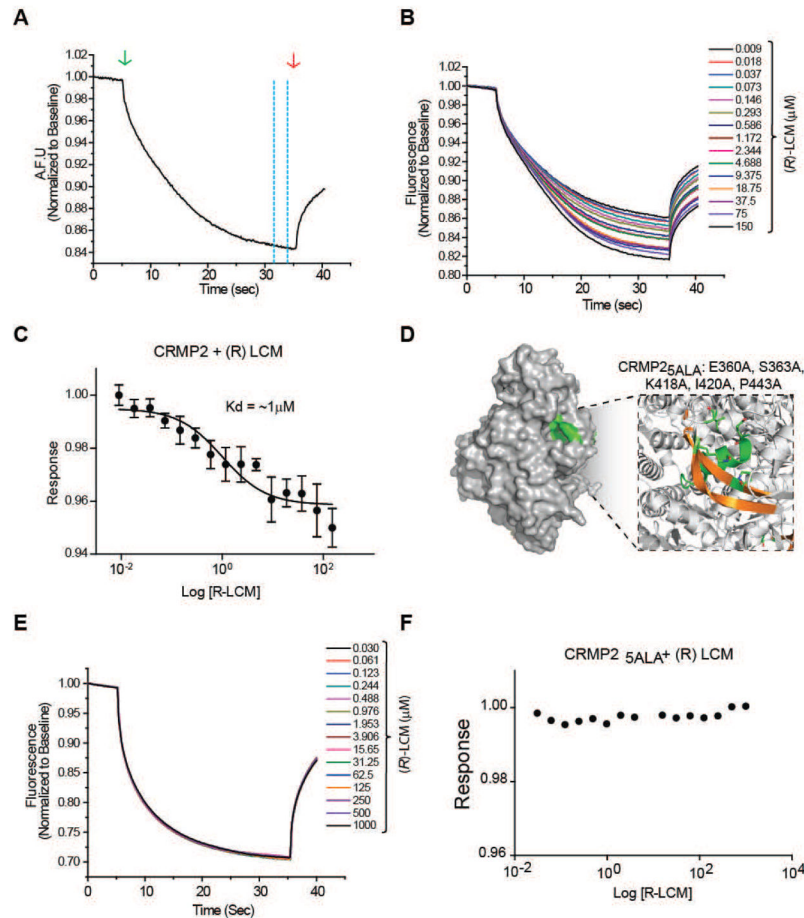 A
1.02
1.00
0.98
0.96
0.94
0.92
0.90
0.88
0.86
0.84
A.F.U
(Normalized to Baseline)
0 10 20 30 40 50
Time (sec)
B
1.02
1.00
0.98
0.96
0.94
0.92
0.90
0.88
0.86
0.84
0.82
0.80
Fluorescence
(Normalized to Baseline)
0 10 20 30 40 50
Time (sec)
0.009
0.018
0.037
0.073
0.146
0.293
0.586
1.172
2.344
4.688
9.375
18.75
37.5
75
150
(R)-LCM (µM)
C
CRMP2 + (R) LCM
Kd = ~1µM
1.00
0.98
0.96
0.94
Response
10-2 100 102
Log [R-LCM]
D
CRMP25ALA: E360A, S363A,
K418A, I420A, P443A
E
1.00
0.95
0.90
0.85
0.80
0.75
0.70
Fluorescence
(Normalized to Baseline)
0 10 20 30 40 50
Time (Sec)
0.030
0.061
0.123
0.244
0.488
0.976
1.953
3.906
15.65
31.25
62.5
125
250
500
1000
(R)-LCM (µM)
F
CRMP2 5ALA+ (R) LCM
1.00
0.98
0.96
Response
10-2 100 102 104
Log [R-LCM]